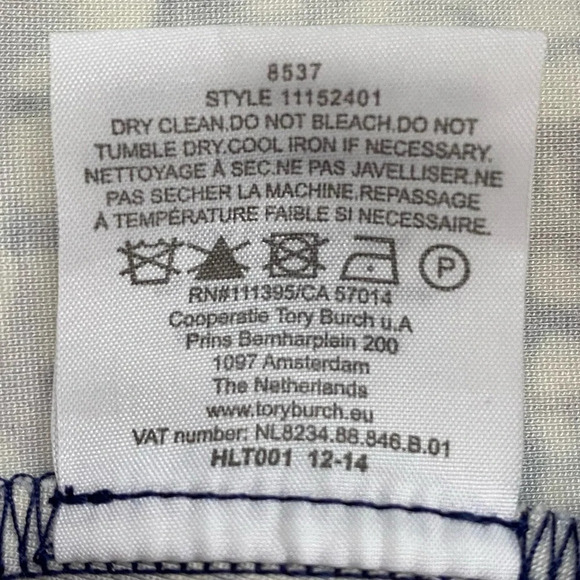 8537
STYLE 11152401
DRY CLEAN.DO NOT BLEACH.DO NOT
TUMBLE DRY.COOL IRON IF NECESSARY.
NETTOYAGE À SEC.NE PAS JAVELLISER.NE
PAS SECHER LA MACHINE.REPASSAGE
À TEMPÉRATURE FAIBLE SI NECESSAIRE.
P
RN#111395/CA 57014
Cooperatie Tory Burch u.A
Prins Bernharplein 200
1097 Amsterdam
The Netherlands
www.toryburch.eu
VAT number: NL8234.88.846.B.01
HLT001 12-14